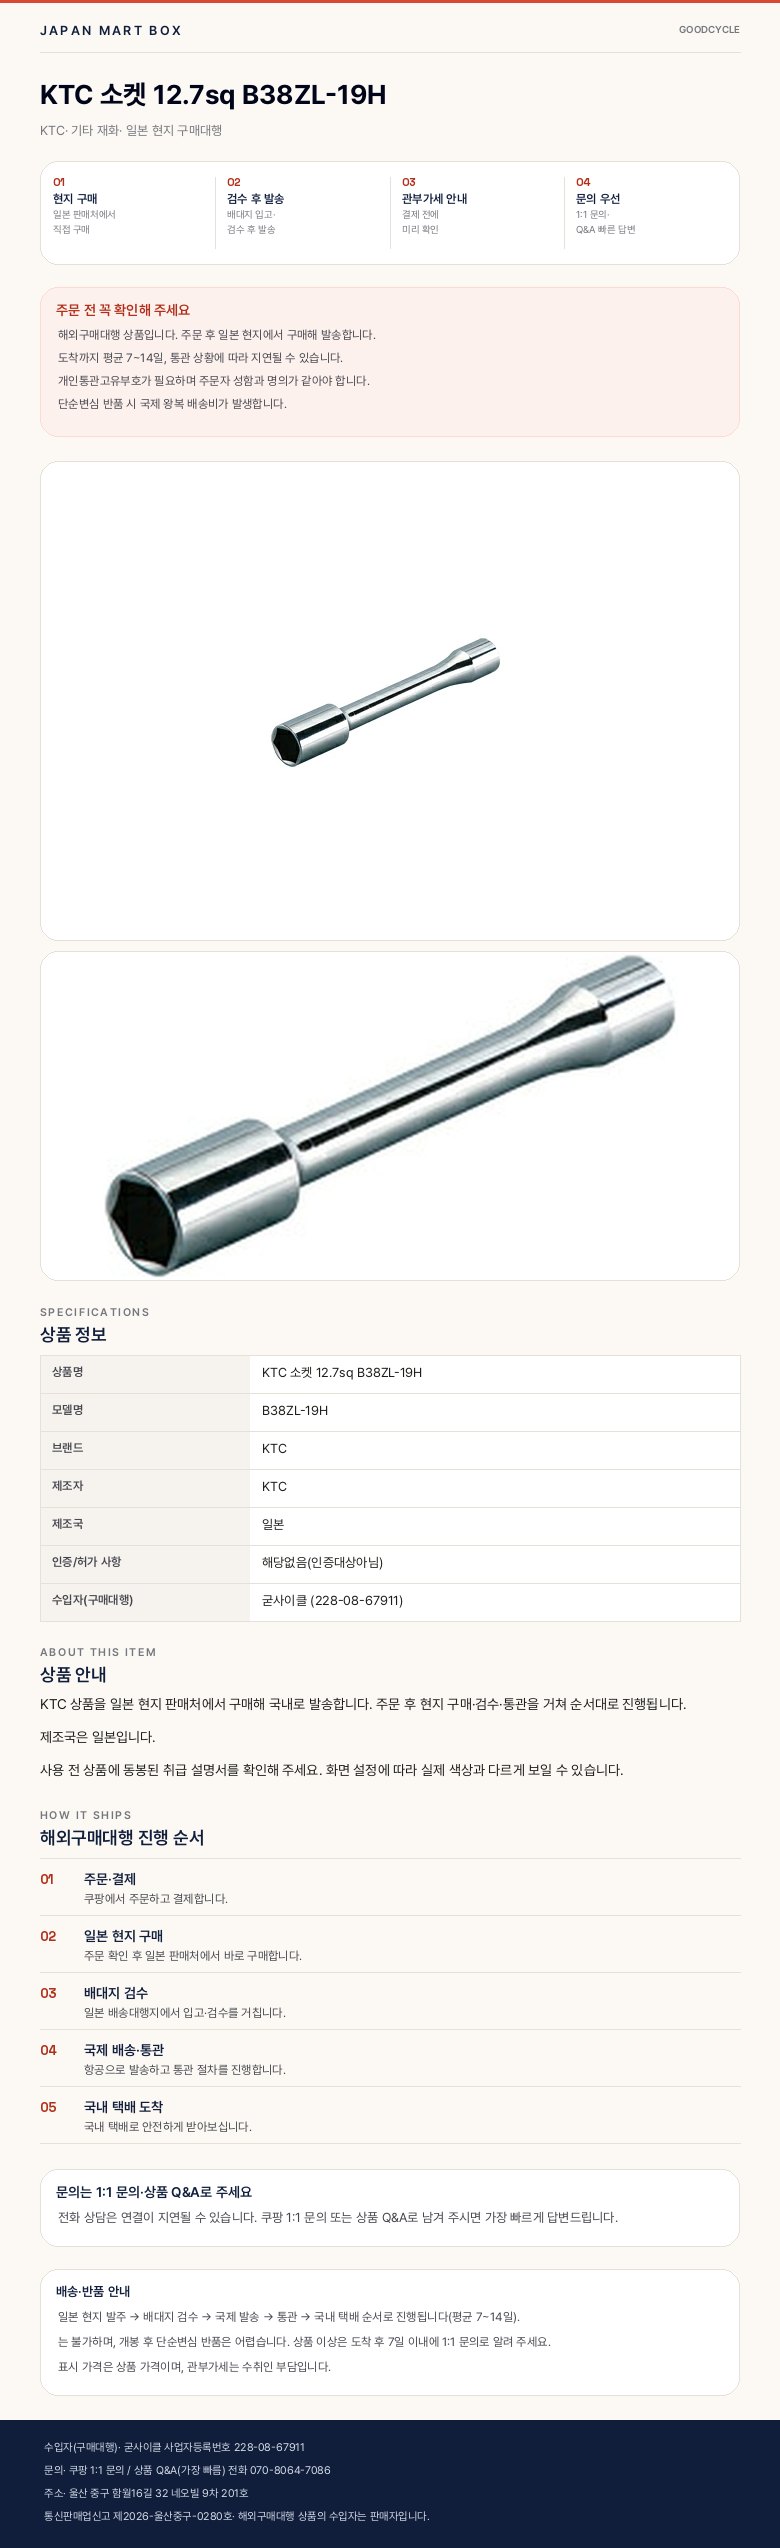 JAPAN MART BOX
GOODCYCLE
KTC 소켓 12.7sq B38ZL-19H
KTC· 기타 재화· 일본 현지 구매대행
01
현지 구매
일본 판매처에서
직접 구매
02
검수 후 발송
배대지 입고·
검수 후 발송
03
관부가세 안내
결제 전에
미리 확인
04
문의 우선
1:1 문의·
Q&A 빠른 답변
주문 전 꼭 확인해 주세요
해외구매대행 상품입니다. 주문 후 일본 현지에서 구매해 발송합니다.
도착까지 평균 7~14일, 통관 상황에 따라 지연될 수 있습니다.
개인통관고유부호가 필요하며 주문자 성함과 명의가 같아야 합니다.
단순변심 반품 시 국제 왕복 배송비가 발생합니다.
SPECIFICATIONS
상품 정보
상품명 KTC 소켓 12.7sq B38ZL-19H
모델명 B38ZL-19H
브랜드 KTC
제조자 KTC
제조국 일본
인증/허가 사항 해당없음(인증대상아님)
수입자(구매대행) 굳사이클 (228-08-67911)
ABOUT THIS ITEM
상품 안내
KTC 상품을 일본 현지 판매처에서 구매해 국내로 발송합니다. 주문 후 현지 구매·검수·통관을 거쳐 순서대로 진행됩니다.
제조국은 일본입니다.
사용 전 상품에 동봉된 취급 설명서를 확인해 주세요. 화면 설정에 따라 실제 색상과 다르게 보일 수 있습니다.
HOW IT SHIPS
해외구매대행 진행 순서
01 주문·결제
쿠팡에서 주문하고 결제합니다.
02 일본 현지 구매
주문 확인 후 일본 판매처에서 바로 구매합니다.
03 배대지 검수
일본 배송대행지에서 입고·검수를 거칩니다.
04 국제 배송·통관
항공으로 발송하고 통관 절차를 진행합니다.
05 국내 택배 도착
국내 택배로 안전하게 받아보십니다.
문의는 1:1 문의·상품 Q&A로 주세요
전화 상담은 연결이 지연될 수 있습니다. 쿠팡 1:1 문의 또는 상품 Q&A로 남겨 주시면 가장 빠르게 답변드립니다.
배송·반품 안내
일본 현지 발주 → 배대지 검수 → 국제 발송 → 통관 → 국내 택배 순서로 진행됩니다(평균 7~14일).
는 불가하며, 개봉 후 단순변심 반품은 어렵습니다. 상품 이상은 도착 후 7일 이내에 1:1 문의로 알려 주세요.
표시 가격은 상품 가격이며, 관부가세는 수취인 부담입니다.
수입자(구매대행)· 굳사이클 사업자등록번호 228-08-67911
문의· 쿠팡 1:1 문의 / 상품 Q&A(가장 빠름) 전화 070-8064-7086
주소· 울산 중구 함월16길 32 네오빌 9차 201호
통신판매업신고 제2026-울산중구-0280호· 해외구매대행 상품의 수입자는 판매자입니다.